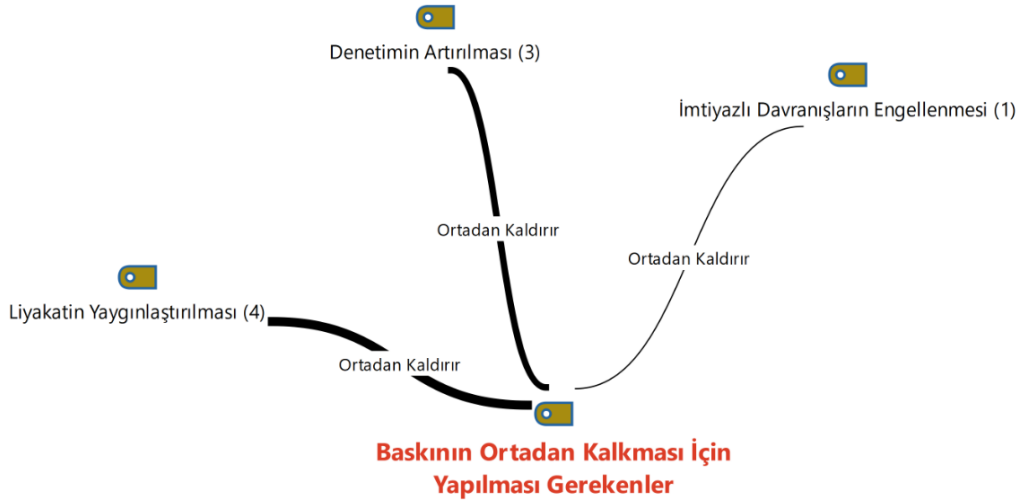 Denetimin Artırılması (3)
İmtiyazlı Davranışların Engellenmesi (1)
Ortadan Kaldırır
Ortadan Kaldırır
Liyakatin Yaygınlaştırılması (4)
Ortadan Kaldırır
Baskının Ortadan Kalkması İçin
Yapılması Gerekenler